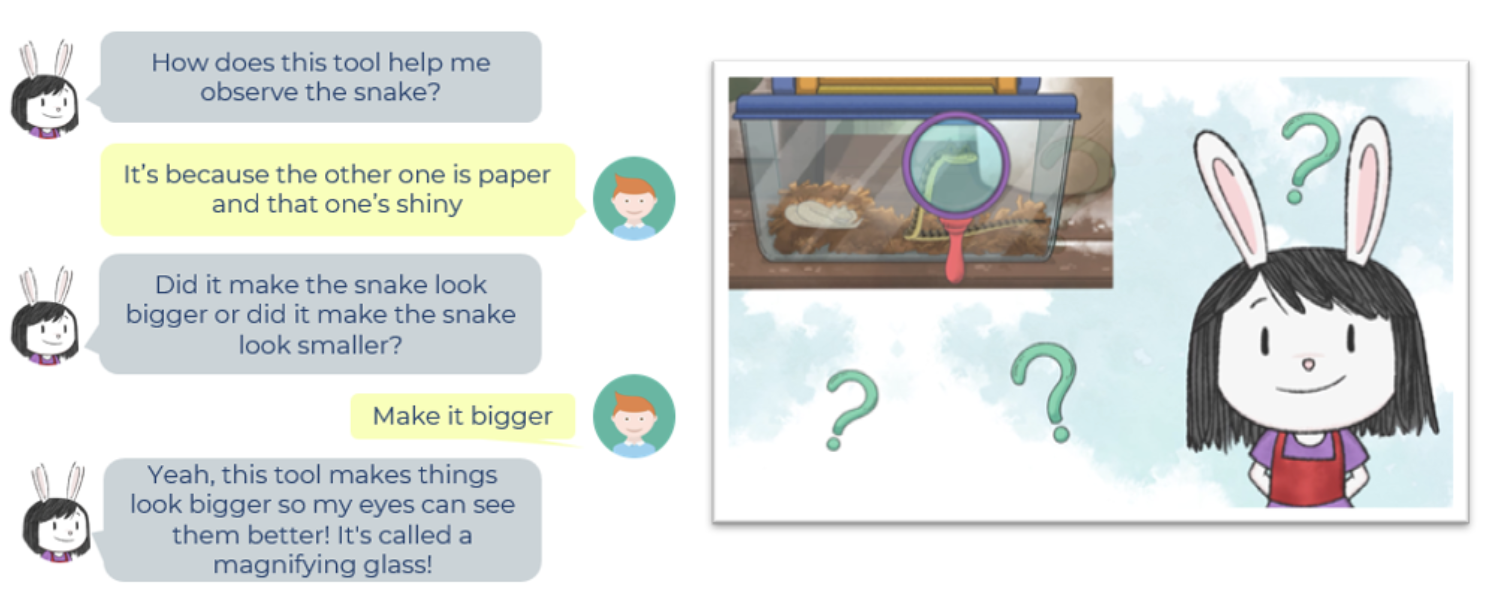 How does this tool help me
observe the snake?
It’s because the other one is paper
and that one’s shiny
Did it make the snake look
bigger or did it make the snake
look smaller?
Make it bigger
Yeah, this tool makes things
look bigger so my eyes can see
them better! It's called a
magnifying glass!
?
?
?